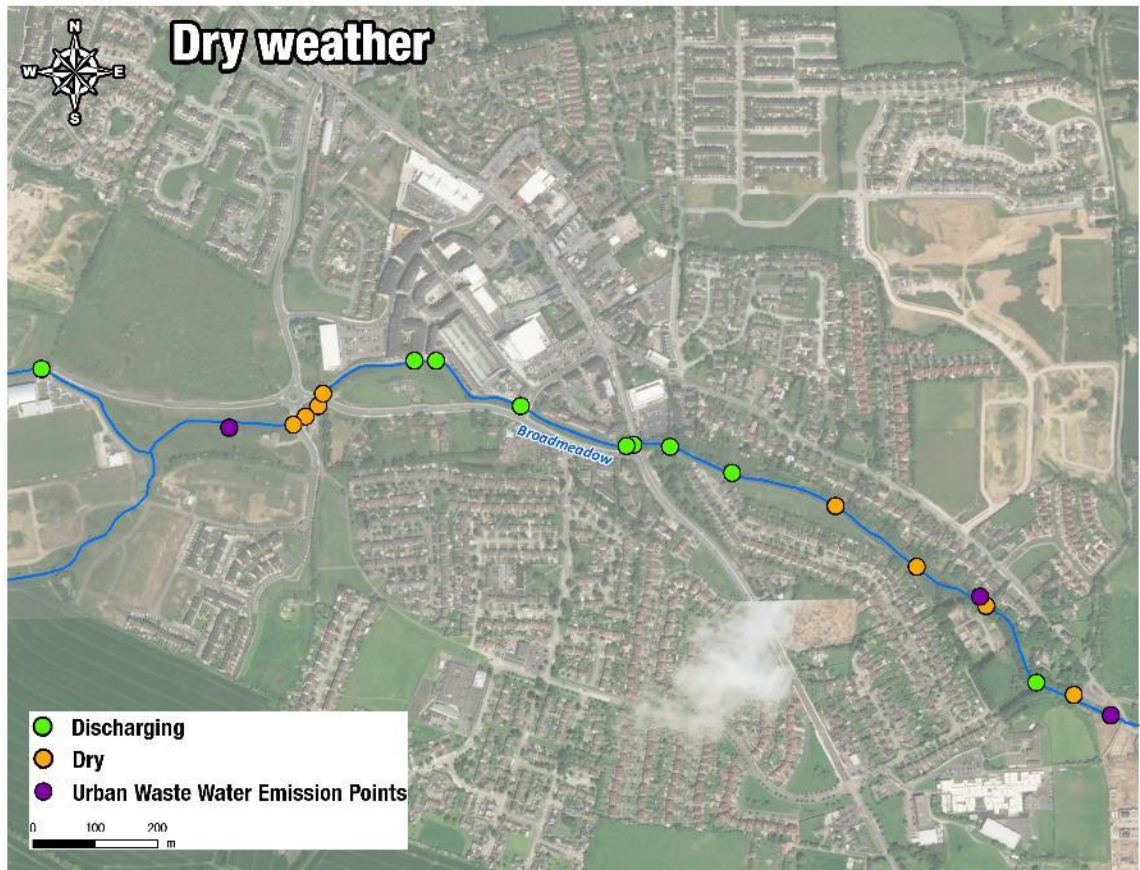 Dry weather
N
W E
S
Broadmeadow
Discharging
Dry
Urban Waste Water Emission Points
0 100 200
m